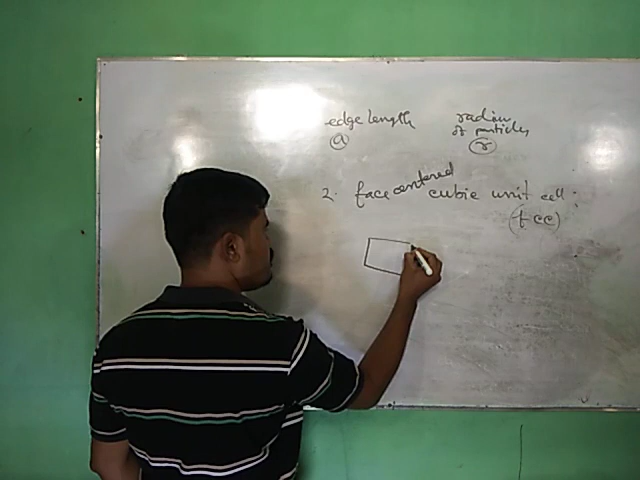 edge length radius
of particles
(a) (r)
2. face centered cubic unit cell:
(fcc)